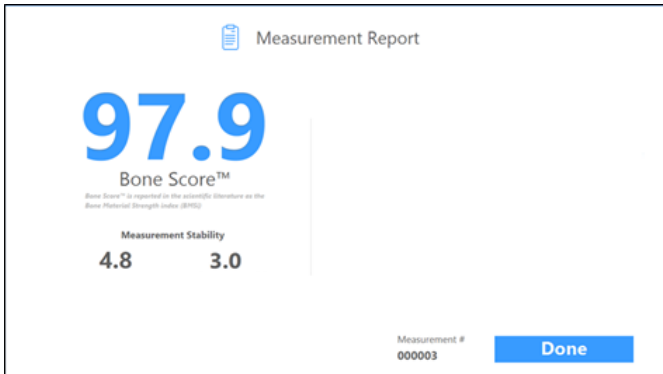 Measurement Report
97.9
Bone Score™
Bone Score™ is reported in the scientific literature as the
Bone Material Strength index (BMSi)
Measurement Stability
4.8 3.0
Measurement #
000003
Done